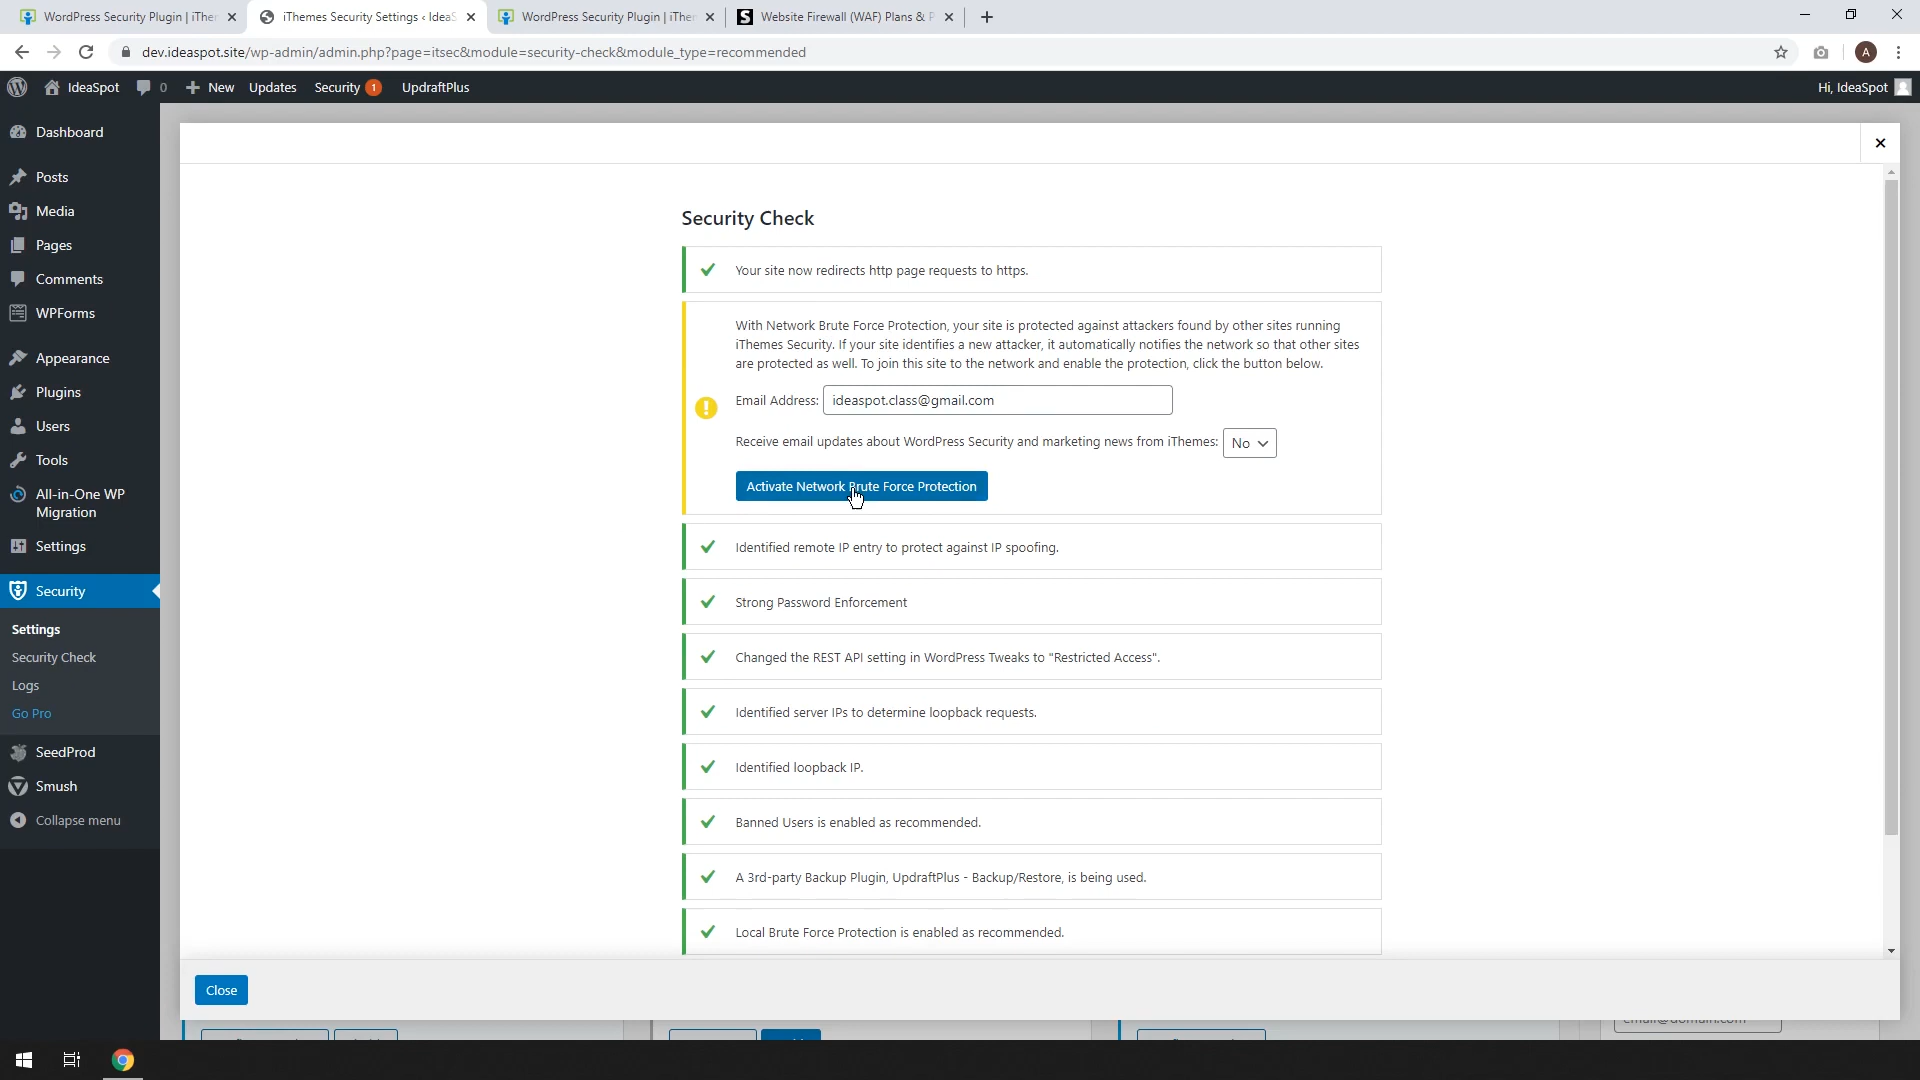 WordPress Security Plugin | iTher
iThemes Security Settings ‹ IdeaS
WordPress Security Plugin | iTher
Website Firewall (WAF) Plans & P
dev.ideaspot.site/wp-admin/admin.php?page=itsec&module=security-check&module_type=recommended
A
IdeaSpot
0
New
Updates
Security 1
UpdraftPlus
Hi, IdeaSpot
Dashboard
Posts
Media
Pages
Comments
WPForms
Appearance
Plugins
Users
Tools
All-in-One WP
Migration
Settings
Security
Settings
Security Check
Logs
Go Pro
SeedProd
Smush
Collapse menu
Security Check
Your site now redirects http page requests to https.
With Network Brute Force Protection, your site is protected against attackers found by other sites running
iThemes Security. If your site identifies a new attacker, it automatically notifies the network so that other sites
are protected as well. To join this site to the network and enable the protection, click the button below.
Email Address: ideaspot.class@gmail.com
Receive email updates about WordPress Security and marketing news from iThemes: No
Activate Network Brute Force Protection
Identified remote IP entry to protect against IP spoofing.
Strong Password Enforcement
Changed the REST API setting in WordPress Tweaks to "Restricted Access".
Identified server IPs to determine loopback requests.
Identified loopback IP.
Banned Users is enabled as recommended.
A 3rd-party Backup Plugin, UpdraftPlus - Backup/Restore, is being used.
Local Brute Force Protection is enabled as recommended.
Close